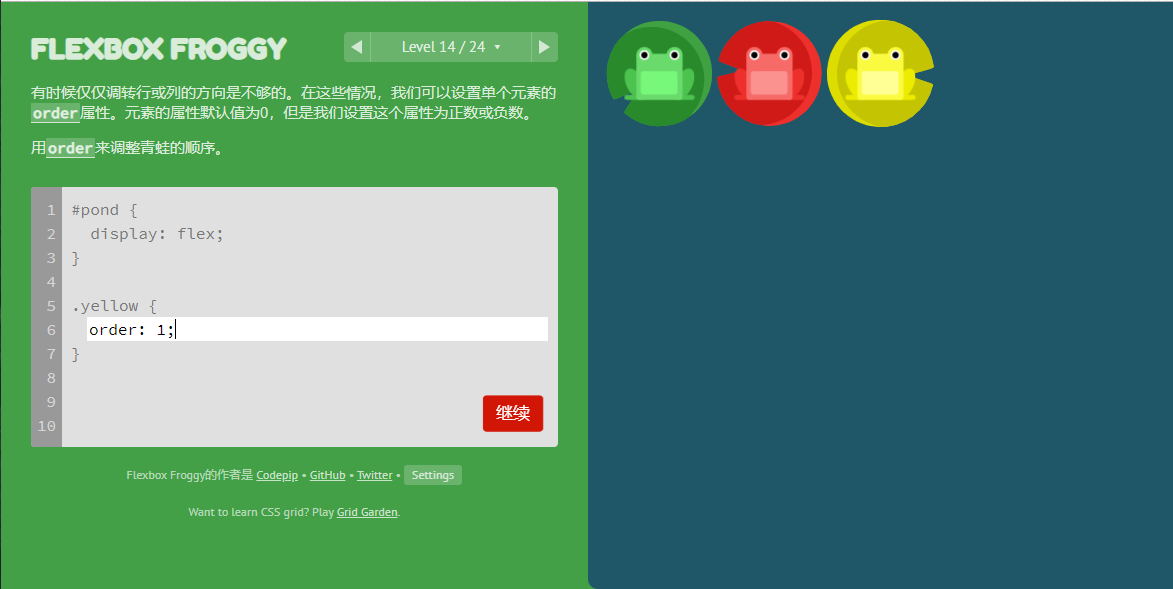 FLEXBOX FROGGY
Level 14 / 24
有时候仅仅调转行或列的方向是不够的。在这些情况，我们可以设置单个元素的
order属性。元素的属性默认值为0，但是我们设置这个属性为正数或负数。
用order来调整青蛙的顺序。
1 #pond {
2 display: flex;
3 }
4
5 .yellow {
6 order: 1;
7 }
8
9
10
继续
Flexbox Froggy的作者是 Codepip • GitHub • Twitter • Settings
Want to learn CSS grid? Play Grid Garden.